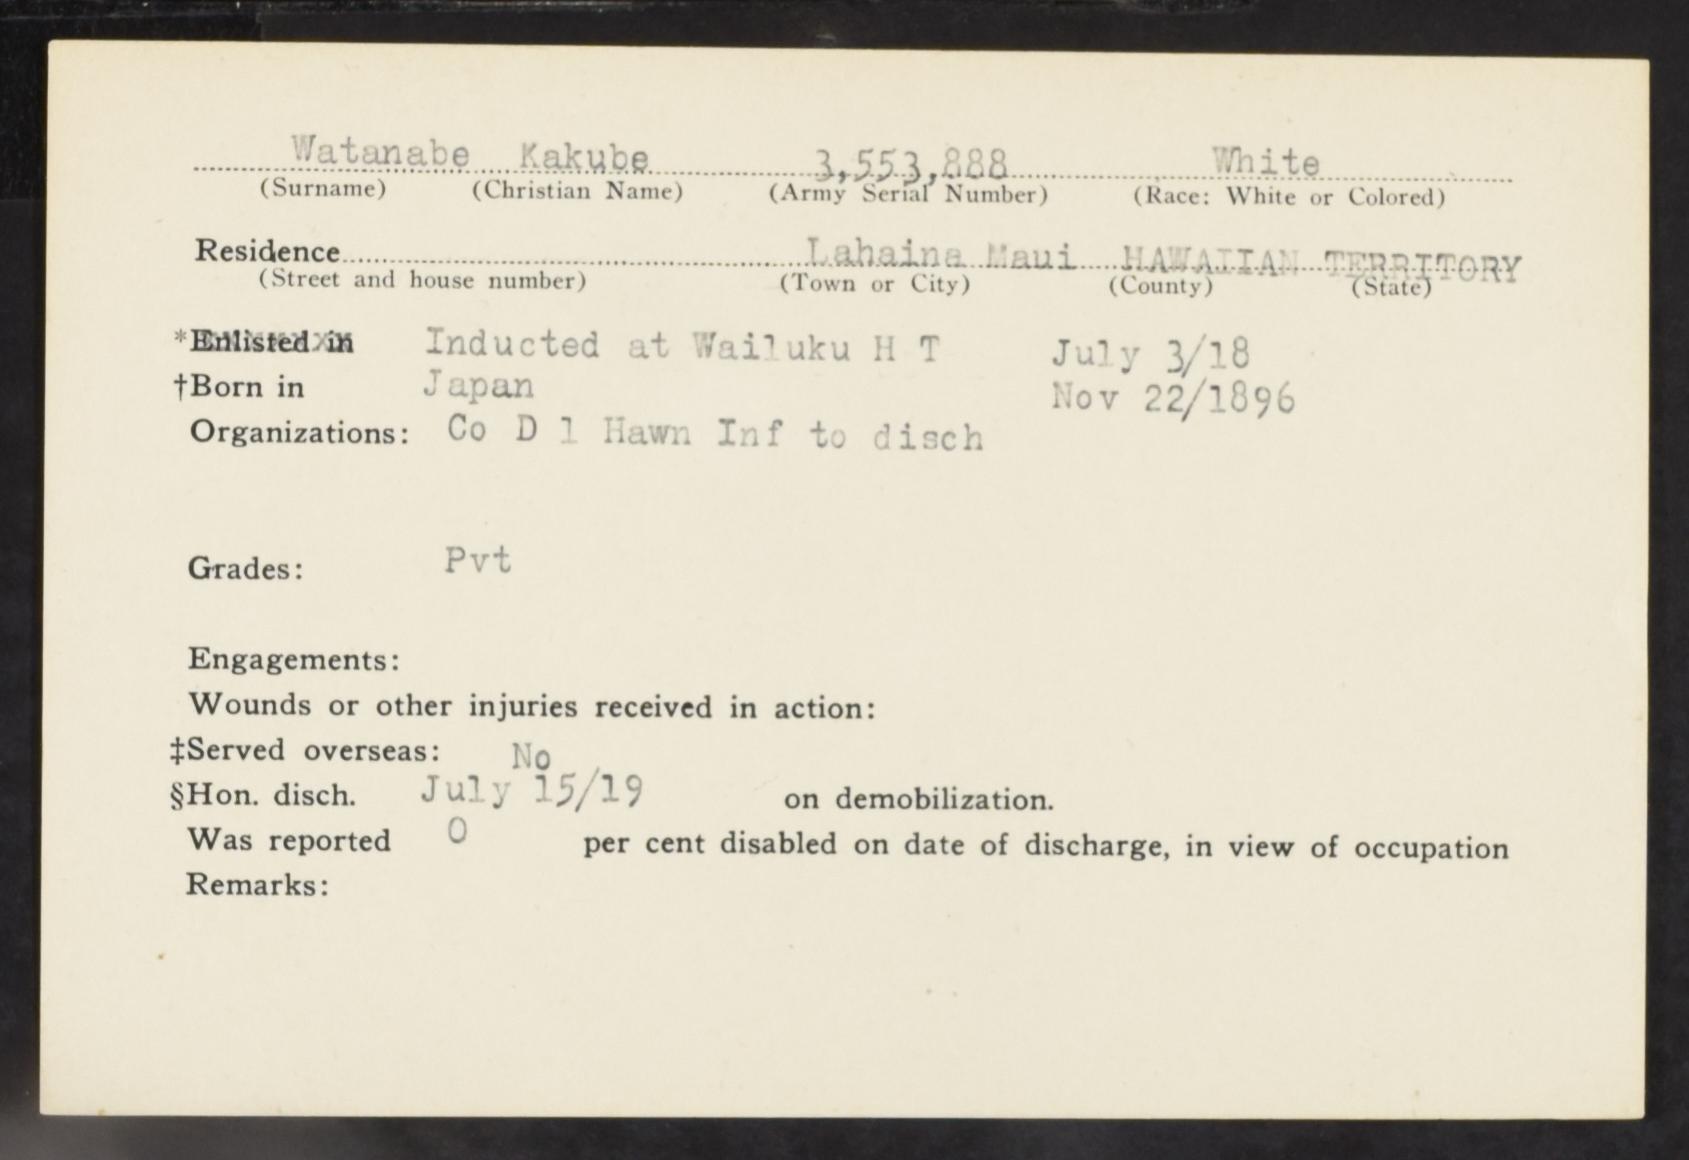 Watanabe Kakube 3,553,888 White
(Surname) (Christian Name) (Army Serial Number) (Race: White or Colored)
Residence Lahaina Maui HAWAIIAN TERRITORY
(Street and house number) (Town or City) (County) (State)
*Enlisted in Inducted at Wailuku H T July 3/18
†Born in Japan Nov 22/1896
Organizations: Co D 1 Hawn Inf to disch
Grades: Pvt
Engagements:
Wounds or other injuries received in action:
‡Served overseas: No
§Hon. disch. July 15/19 on demobilization.
Was reported 0 per cent disabled on date of discharge, in view of occupation
Remarks: